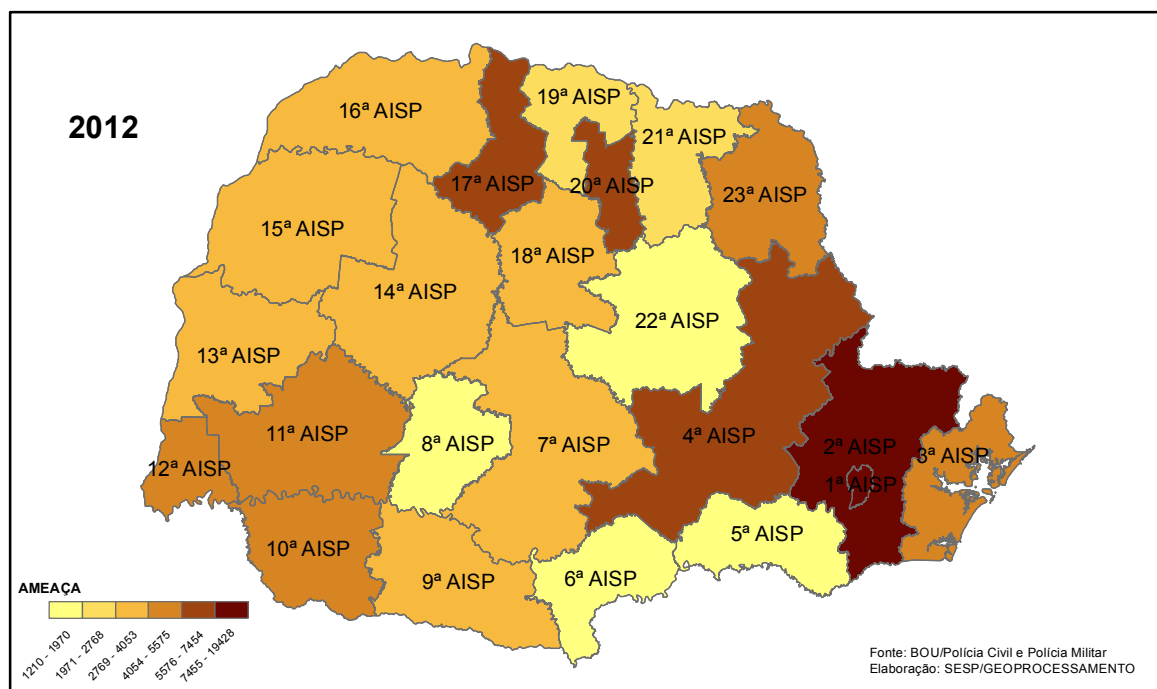 2012
16ª AISP
19ª AISP
21ª AISP
17ª AISP
20ª AISP
23ª AISP
15ª AISP
18ª AISP
14ª AISP
22ª AISP
13ª AISP
11ª AISP
8ª AISP
7ª AISP
4ª AISP
2ª AISP
3ª AISP
12ª AISP
1ª AISP
10ª AISP
5ª AISP
9ª AISP
6ª AISP
AMEAÇA
1210 - 1970
1971 - 2768
2769 - 4053
4054 - 5575
5576 - 7454
7455 - 19428
Fonte: BOU/Polícia Civil e Polícia Militar
Elaboração: SESP/GEOPROCESSAMENTO